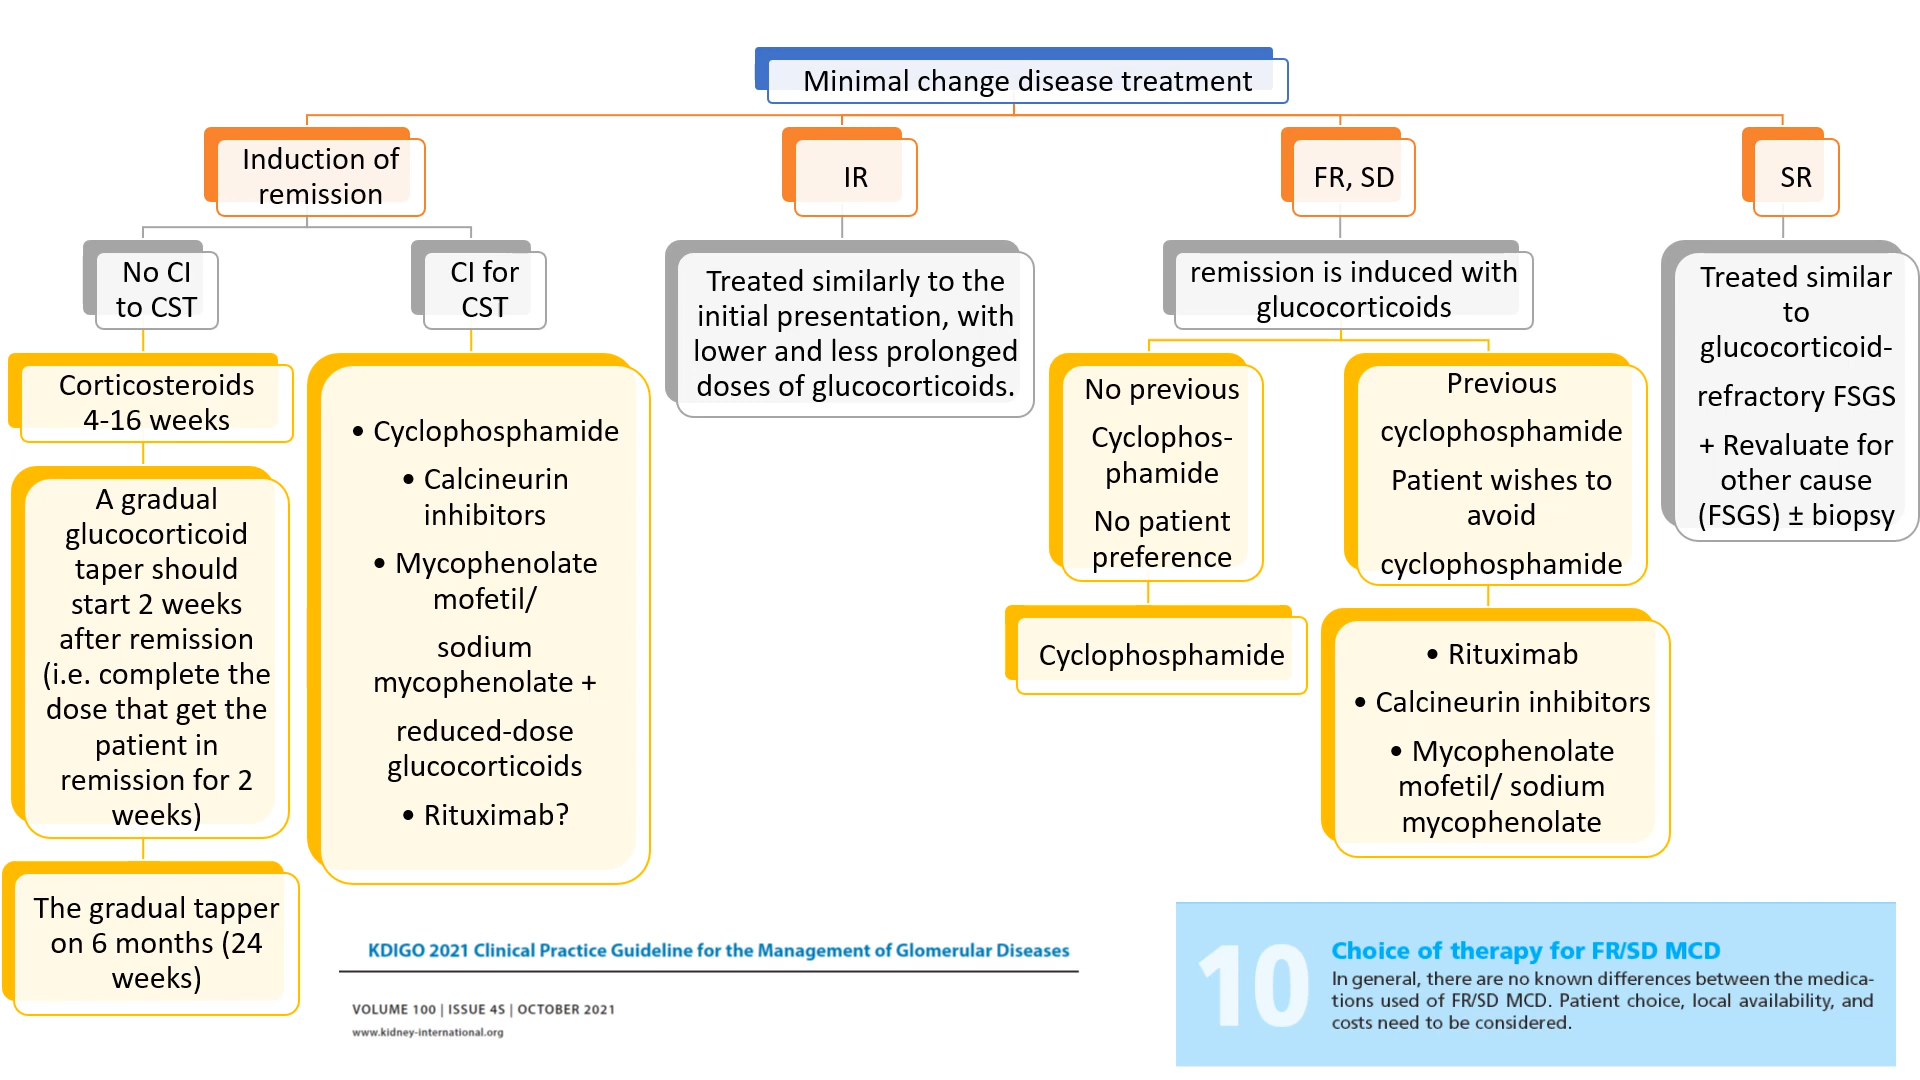 Minimal change disease treatment
Induction of
remission
IR
FR, SD
SR
No CI
to CST
CI for
CST
Treated similarly to the
initial presentation, with
lower and less prolonged
doses of glucocorticoids.
remission is induced with
glucocorticoids
Treated similar
to
glucocorticoid-
refractory FSGS
+ Revaluate for
other cause
(FSGS) ± biopsy
Corticosteroids
4-16 weeks
A gradual
glucocorticoid
taper should
start 2 weeks
after remission
(i.e. complete the
dose that get the
patient in
remission for 2
weeks)
The gradual tapper
on 6 months (24
weeks)
• Cyclophosphamide
• Calcineurin
inhibitors
• Mycophenolate
mofetil/
sodium
mycophenolate +
reduced-dose
glucocorticoids
• Rituximab?
No previous
Cyclophos-
phamide
No patient
preference
Cyclophosphamide
Previous
cyclophosphamide
Patient wishes to
avoid
cyclophosphamide
• Rituximab
• Calcineurin inhibitors
• Mycophenolate
mofetil/ sodium
mycophenolate
KDIGO 2021 Clinical Practice Guideline for the Management of Glomerular Diseases
VOLUME 100 | ISSUE 4S | OCTOBER 2021
www.kidney-international.org
10
Choice of therapy for FR/SD MCD
In general, there are no known differences between the medica-
tions used of FR/SD MCD. Patient choice, local availability, and
costs need to be considered.